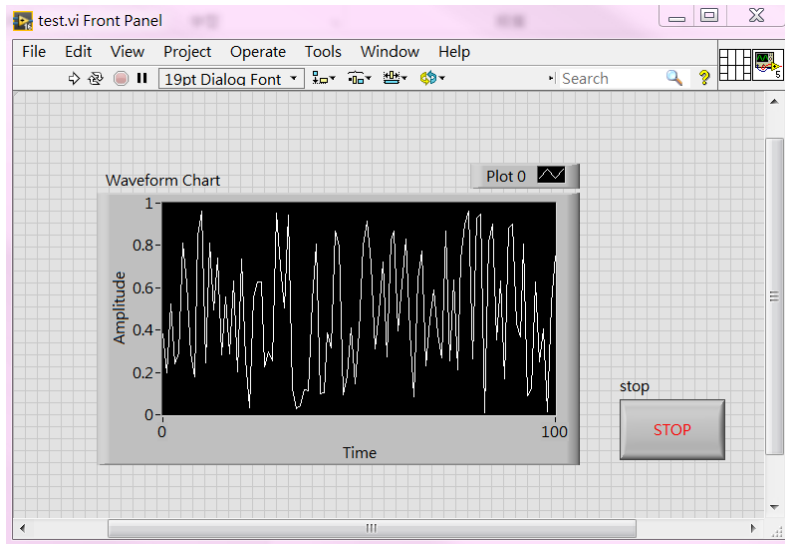 test.vi Front Panel
File Edit View Project Operate Tools Window Help
19pt Dialog Font Search ? 5
Waveform Chart
Plot 0
1
0.8
0.6
0.4
0.2
0
Amplitude
0 100
Time
stop
STOP